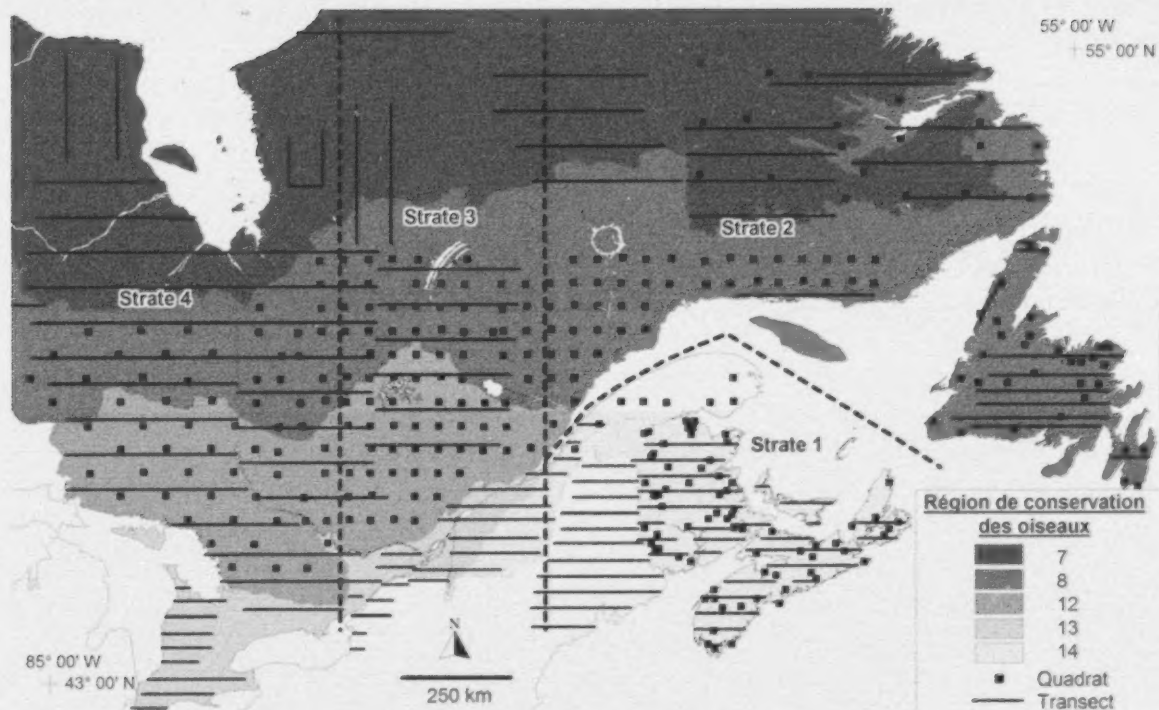 55° 00' W
55° 00' N
Strate 3
Strate 2
Strate 4
Strate 1
Région de conservation
des oiseaux
7
8
12
13
14
Quadrat
Transect
N
250 km
85° 00' W
43° 00' N